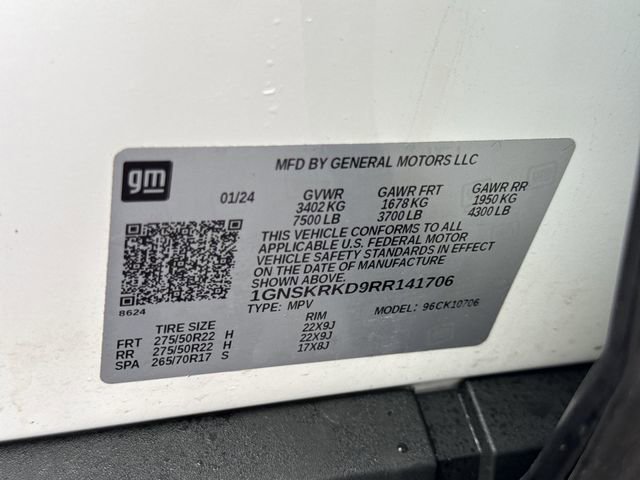 gm
MFD BY GENERAL MOTORS LLC
01/24 GVWR GAWR FRT GAWR RR
3402 KG 1678 KG 1950 KG
7500 LB 3700 LB 4300 LB
THIS VEHICLE CONFORMS TO ALL
APPLICABLE U.S. FEDERAL MOTOR
VEHICLE SAFETY STANDARDS IN EFFECT
ON THE DATE OF MANUFACTURE
SHOWN ABOVE.
1GNSKRKD9RR141706
TYPE: MPV MODEL: 96CK10706
8624
TIRE SIZE RIM
FRT 275/50R22 H 22X9J
RR 275/50R22 H 22X9J
SPA 265/70R17 S 17X8J